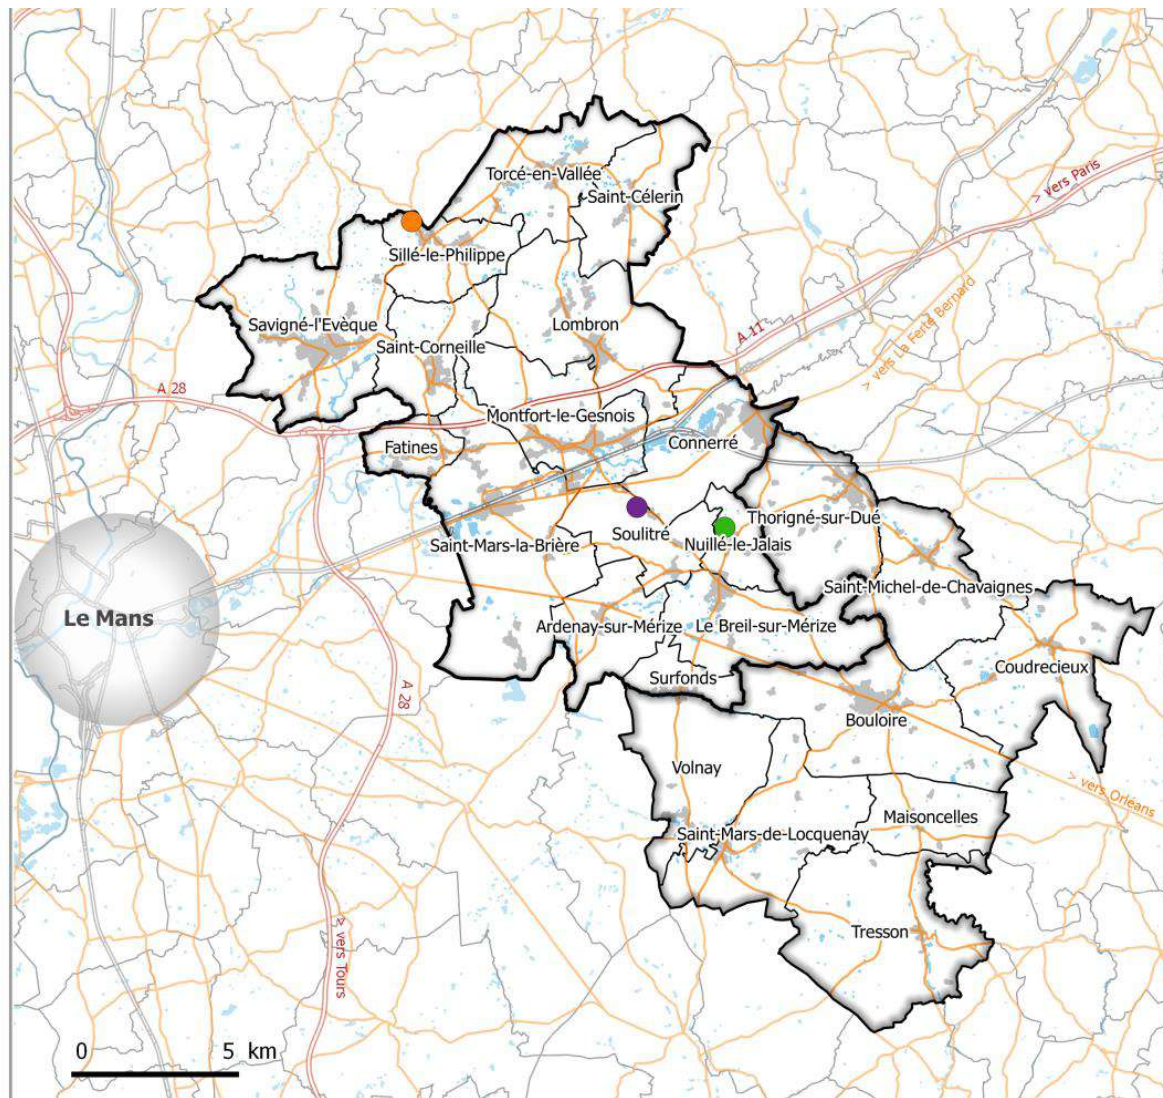 > vers Paris
Torcé-en-Vallée
Saint-Célerin
Sillé-le-Philippe
> vers La Ferté Bernard
Savigné-l'Evèque
Lombron
A 11
Saint-Corneille
A 28
Montfort-le-Gesnois
Connerré
Fatines
Thorigné-sur-Dué
Soulitré
Nuillé-le-Jalais
Saint-Mars-la-Brière
Saint-Michel-de-Chavaignes
Le Mans
Ardenay-sur-Mérize
Le Breil-sur-Mérize
Coudrecieux
Surfonds
A 28
Bouloire
Volnay
> vers Orléans
Maisoncelles
Saint-Mars-de-Locquenay
Tresson
> vers Tours
0 5 km